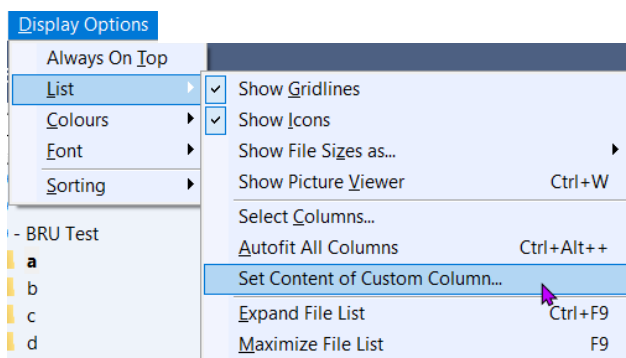 Display Options
Always On Top
List
Colours
Font
Sorting
Show Gridlines
Show Icons
Show File Sizes as...
Show Picture Viewer Ctrl+W
Select Columns...
Autofit All Columns Ctrl+Alt++
Set Content of Custom Column...
Expand File List Ctrl+F9
Maximize File List F9
- BRU Test
a
b
c
d